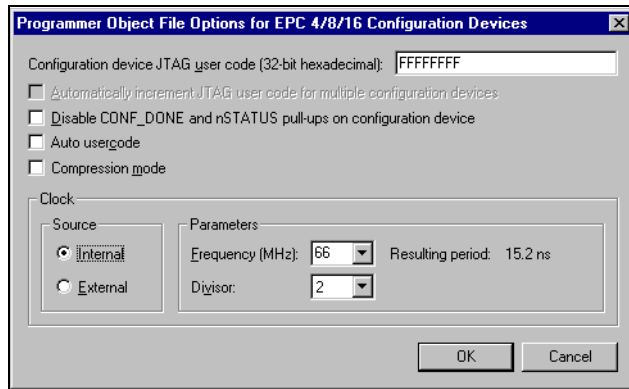 Programmer Object File Options for EPC 4/8/16 Configuration Devices
Configuration device JTAG user code (32-bit hexadecimal): FFFFFFFF
Automatically increment JTAG user code for multiple configuration devices
Disable CONF_DONE and nSTATUS pull-ups on configuration device
Auto usercode
Compression mode
Clock
Source
Internal
External
Parameters
Frequency (MHz): 66 Resulting period: 15.2 ns
Divisor: 2
OK Cancel